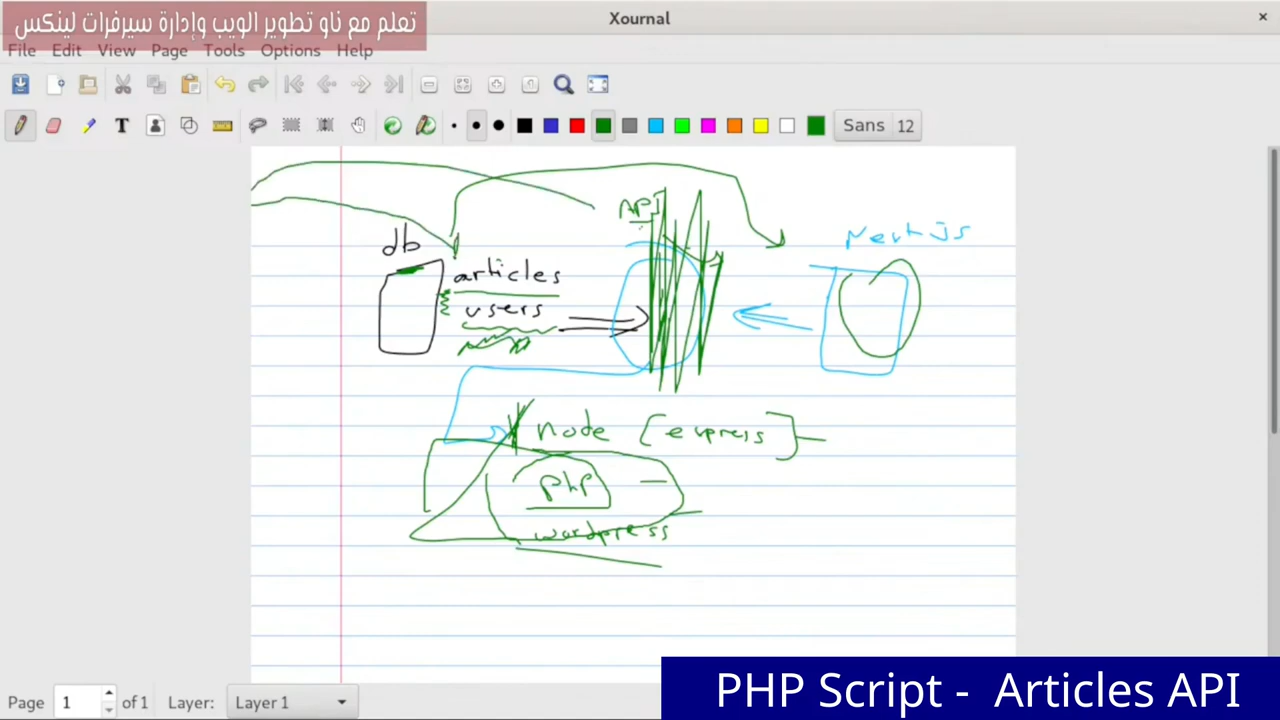 تعلم مع ناو تطوير الويب وإدارة سيرفرات لينكس
Xournal
File Edit View Page Tools Options Help
Sans 12
API
db
Next js
articles
users
node [express]
php
wordpress
Page 1 of 1 Layer: Layer 1
PHP Script - Articles API